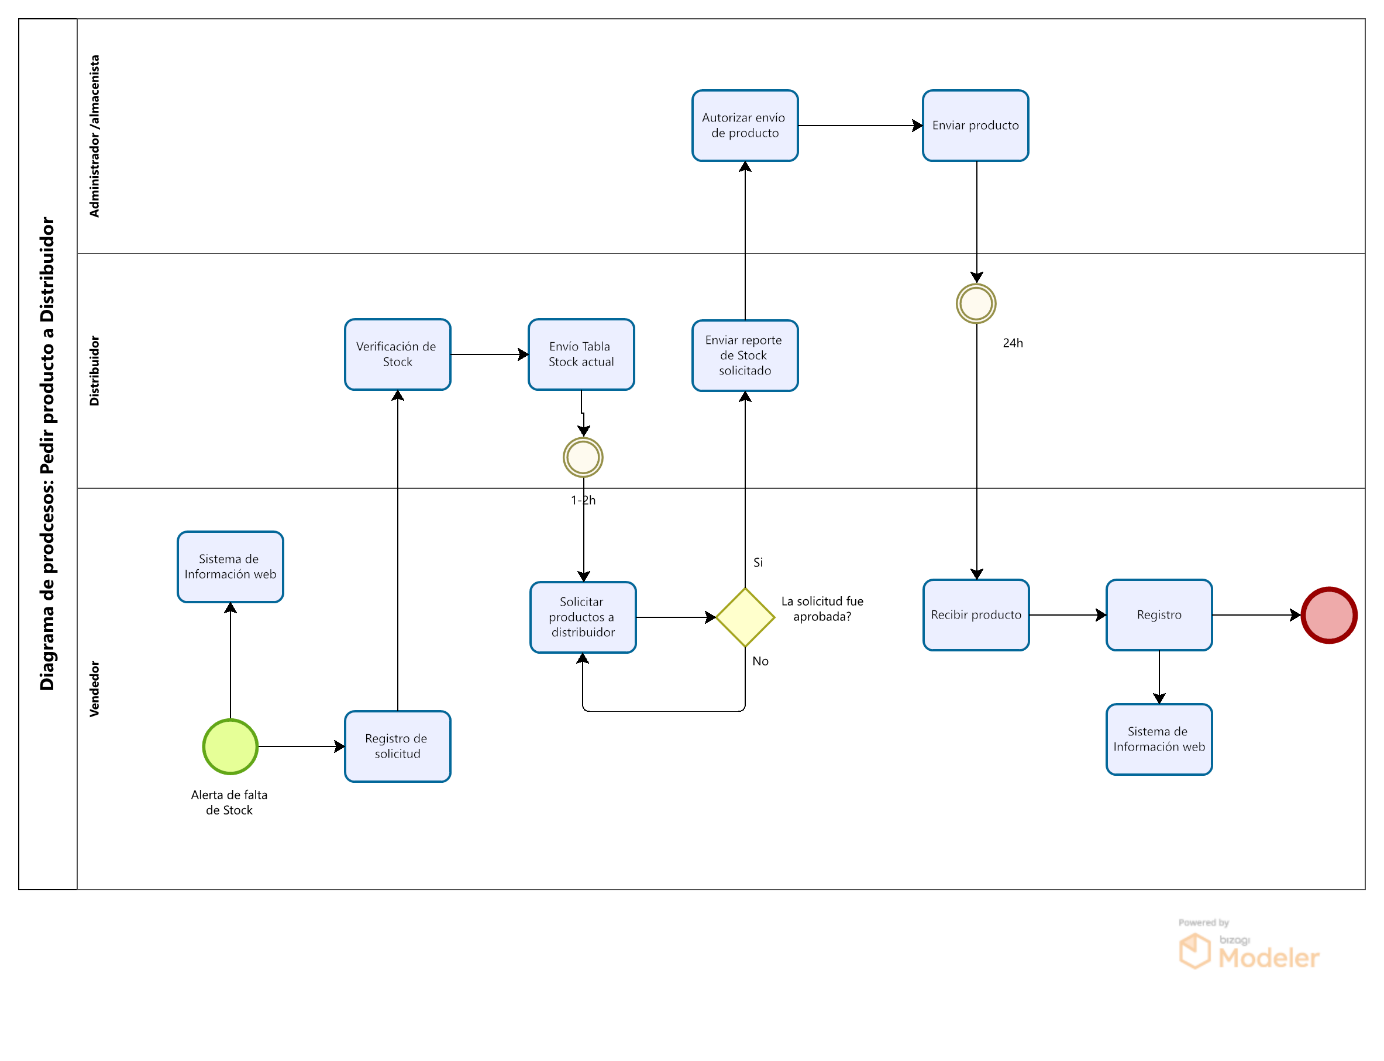 Diagrama de prodcesos: Pedir producto a Distribuidor
Administrador /almacenista
Autorizar envío
de producto
Enviar producto
Distribuidor
Verificación de
Stock
Envío Tabla
Stock actual
Enviar reporte
de Stock
solicitado
24h
1-2h
Vendedor
Sistema de
Información web
Si
Solicitar
productos a
distribuidor
La solicitud fue
aprobada?
No
Recibir producto
Registro
Registro de
solicitud
Sistema de
Información web
Alerta de falta
de Stock
Powered by
bizagi
Modeler